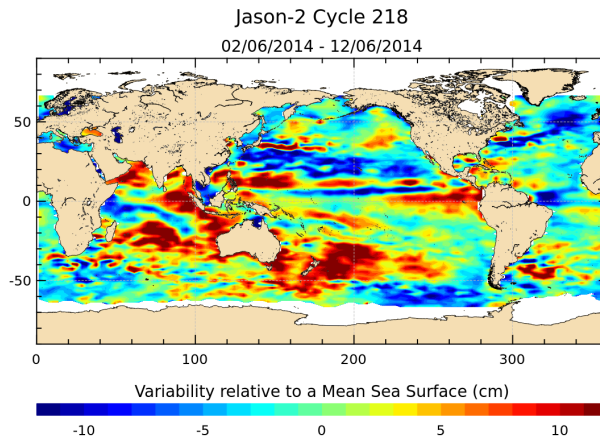 Jason-2 Cycle 218
02/06/2014 - 12/06/2014
50
0
-50
0 100 200 300
Variability relative to a Mean Sea Surface (cm)
-10 -5 0 5 10